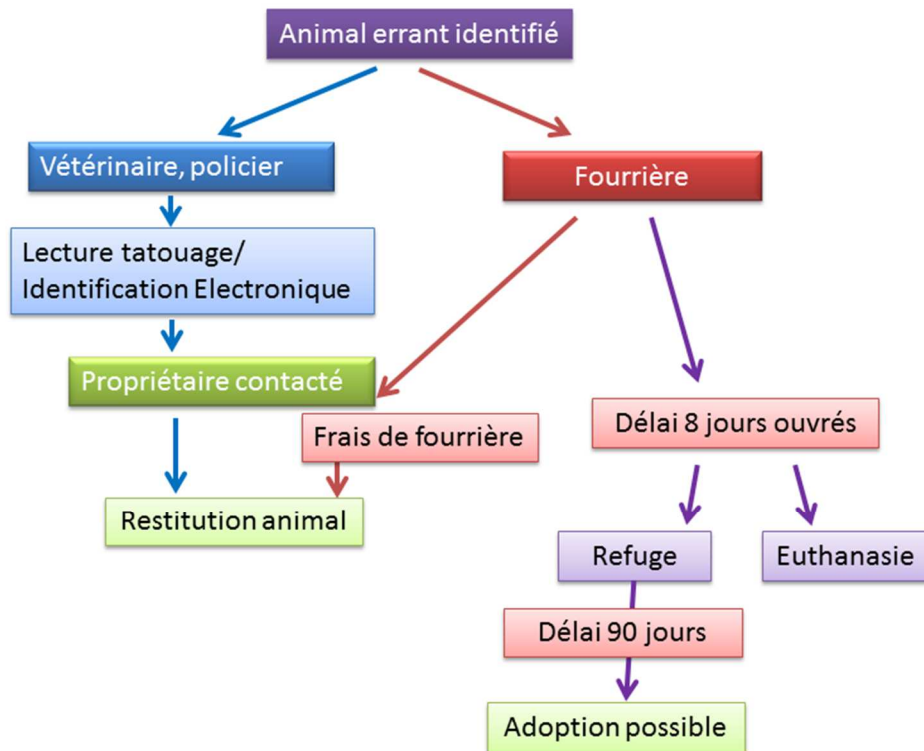 Animal errant identifié
Vétérinaire, policier
Fourrière
Lecture tatouage/
Identification Electronique
Propriétaire contacté
Frais de fourrière
Délai 8 jours ouvrés
Restitution animal
Refuge
Euthanasie
Délai 90 jours
Adoption possible